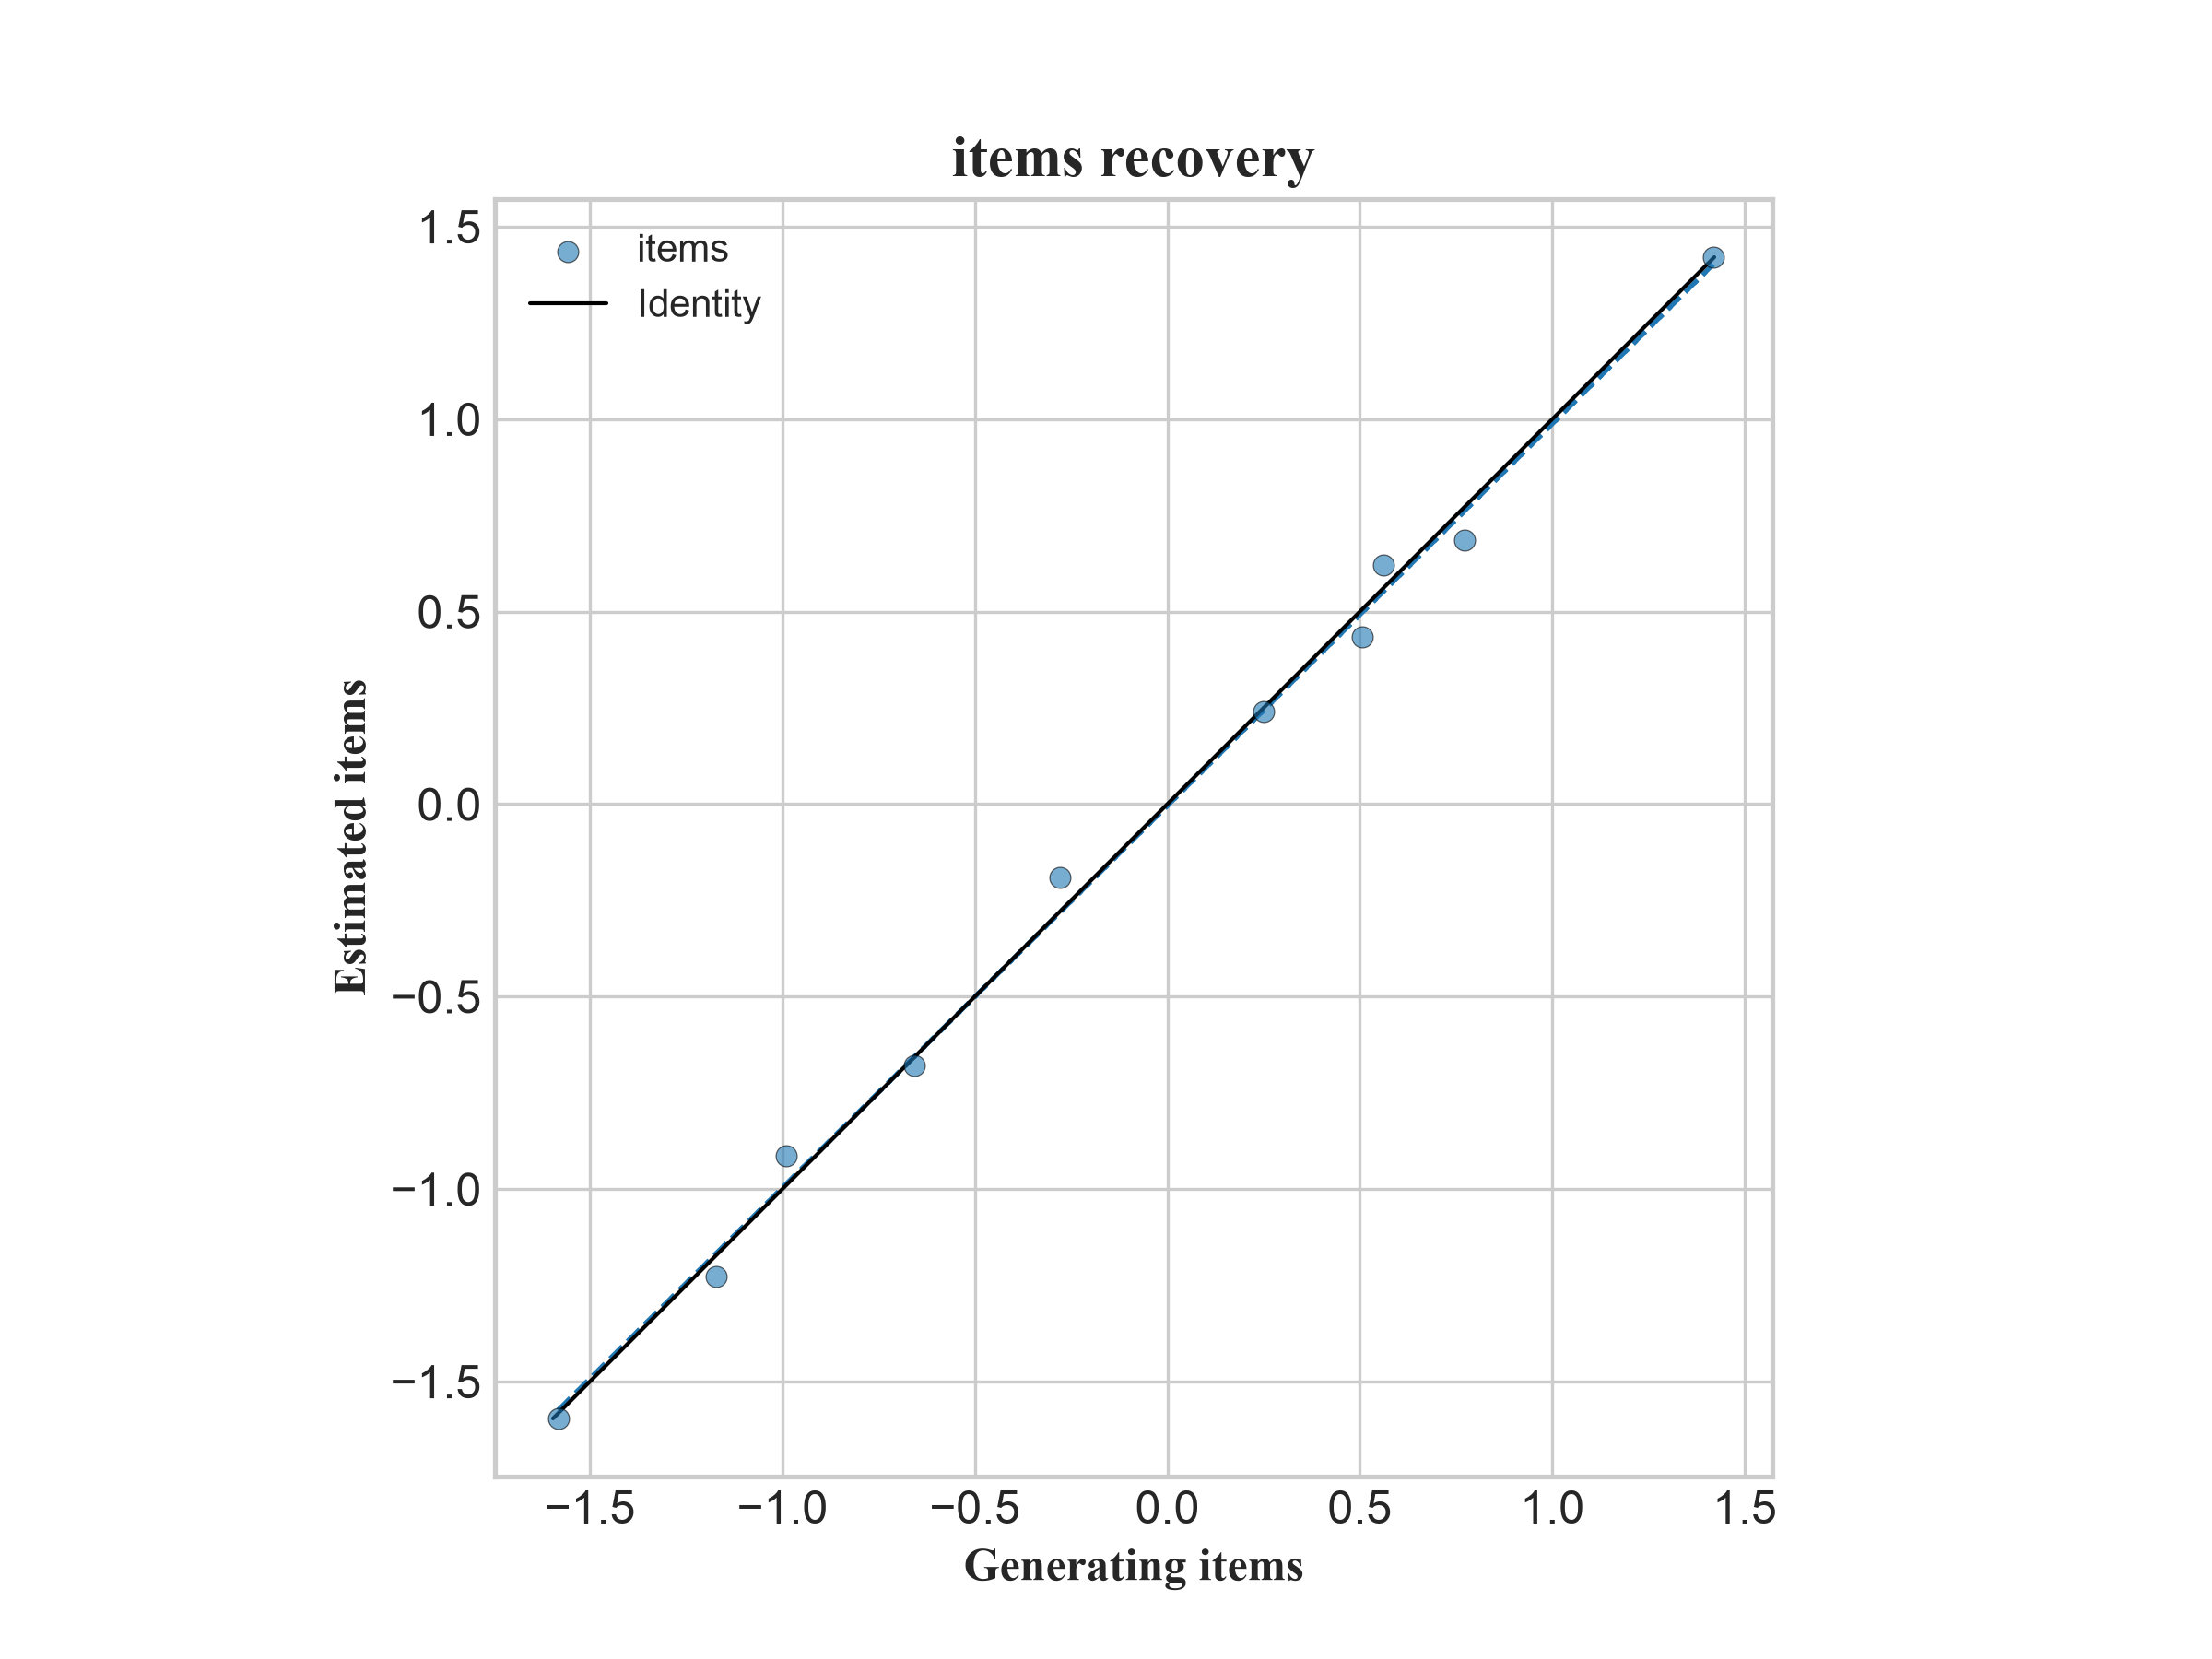 items recovery
items
Identity
1.5
1.0
0.5
0.0
−0.5
−1.0
−1.5
Estimated items
−1.5 −1.0 −0.5 0.0 0.5 1.0 1.5
Generating items